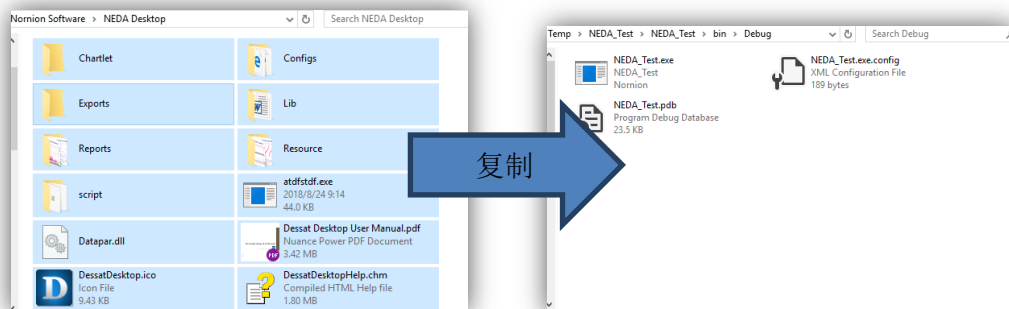 Nornion Software > NEDA Desktop
Search NEDA Desktop
Chartlet
Configs
Exports
Lib
Reports
Resource
script
atdfstdf.exe
2018/8/24 9:14
44.0 KB
Datapar.dll
Dessat Desktop User Manual.pdf
Nuance Power PDF Document
3.42 MB
DessatDesktop.ico
Icon File
9.43 KB
DessatDesktopHelp.chm
Compiled HTML Help file
1.80 MB
复制
Temp > NEDA_Test > NEDA_Test > bin > Debug
Search Debug
NEDA_Test.exe
NEDA_Test
Nornion
NEDA_Test.exe.config
XML Configuration File
189 bytes
NEDA_Test.pdb
Program Debug Database
23.5 KB